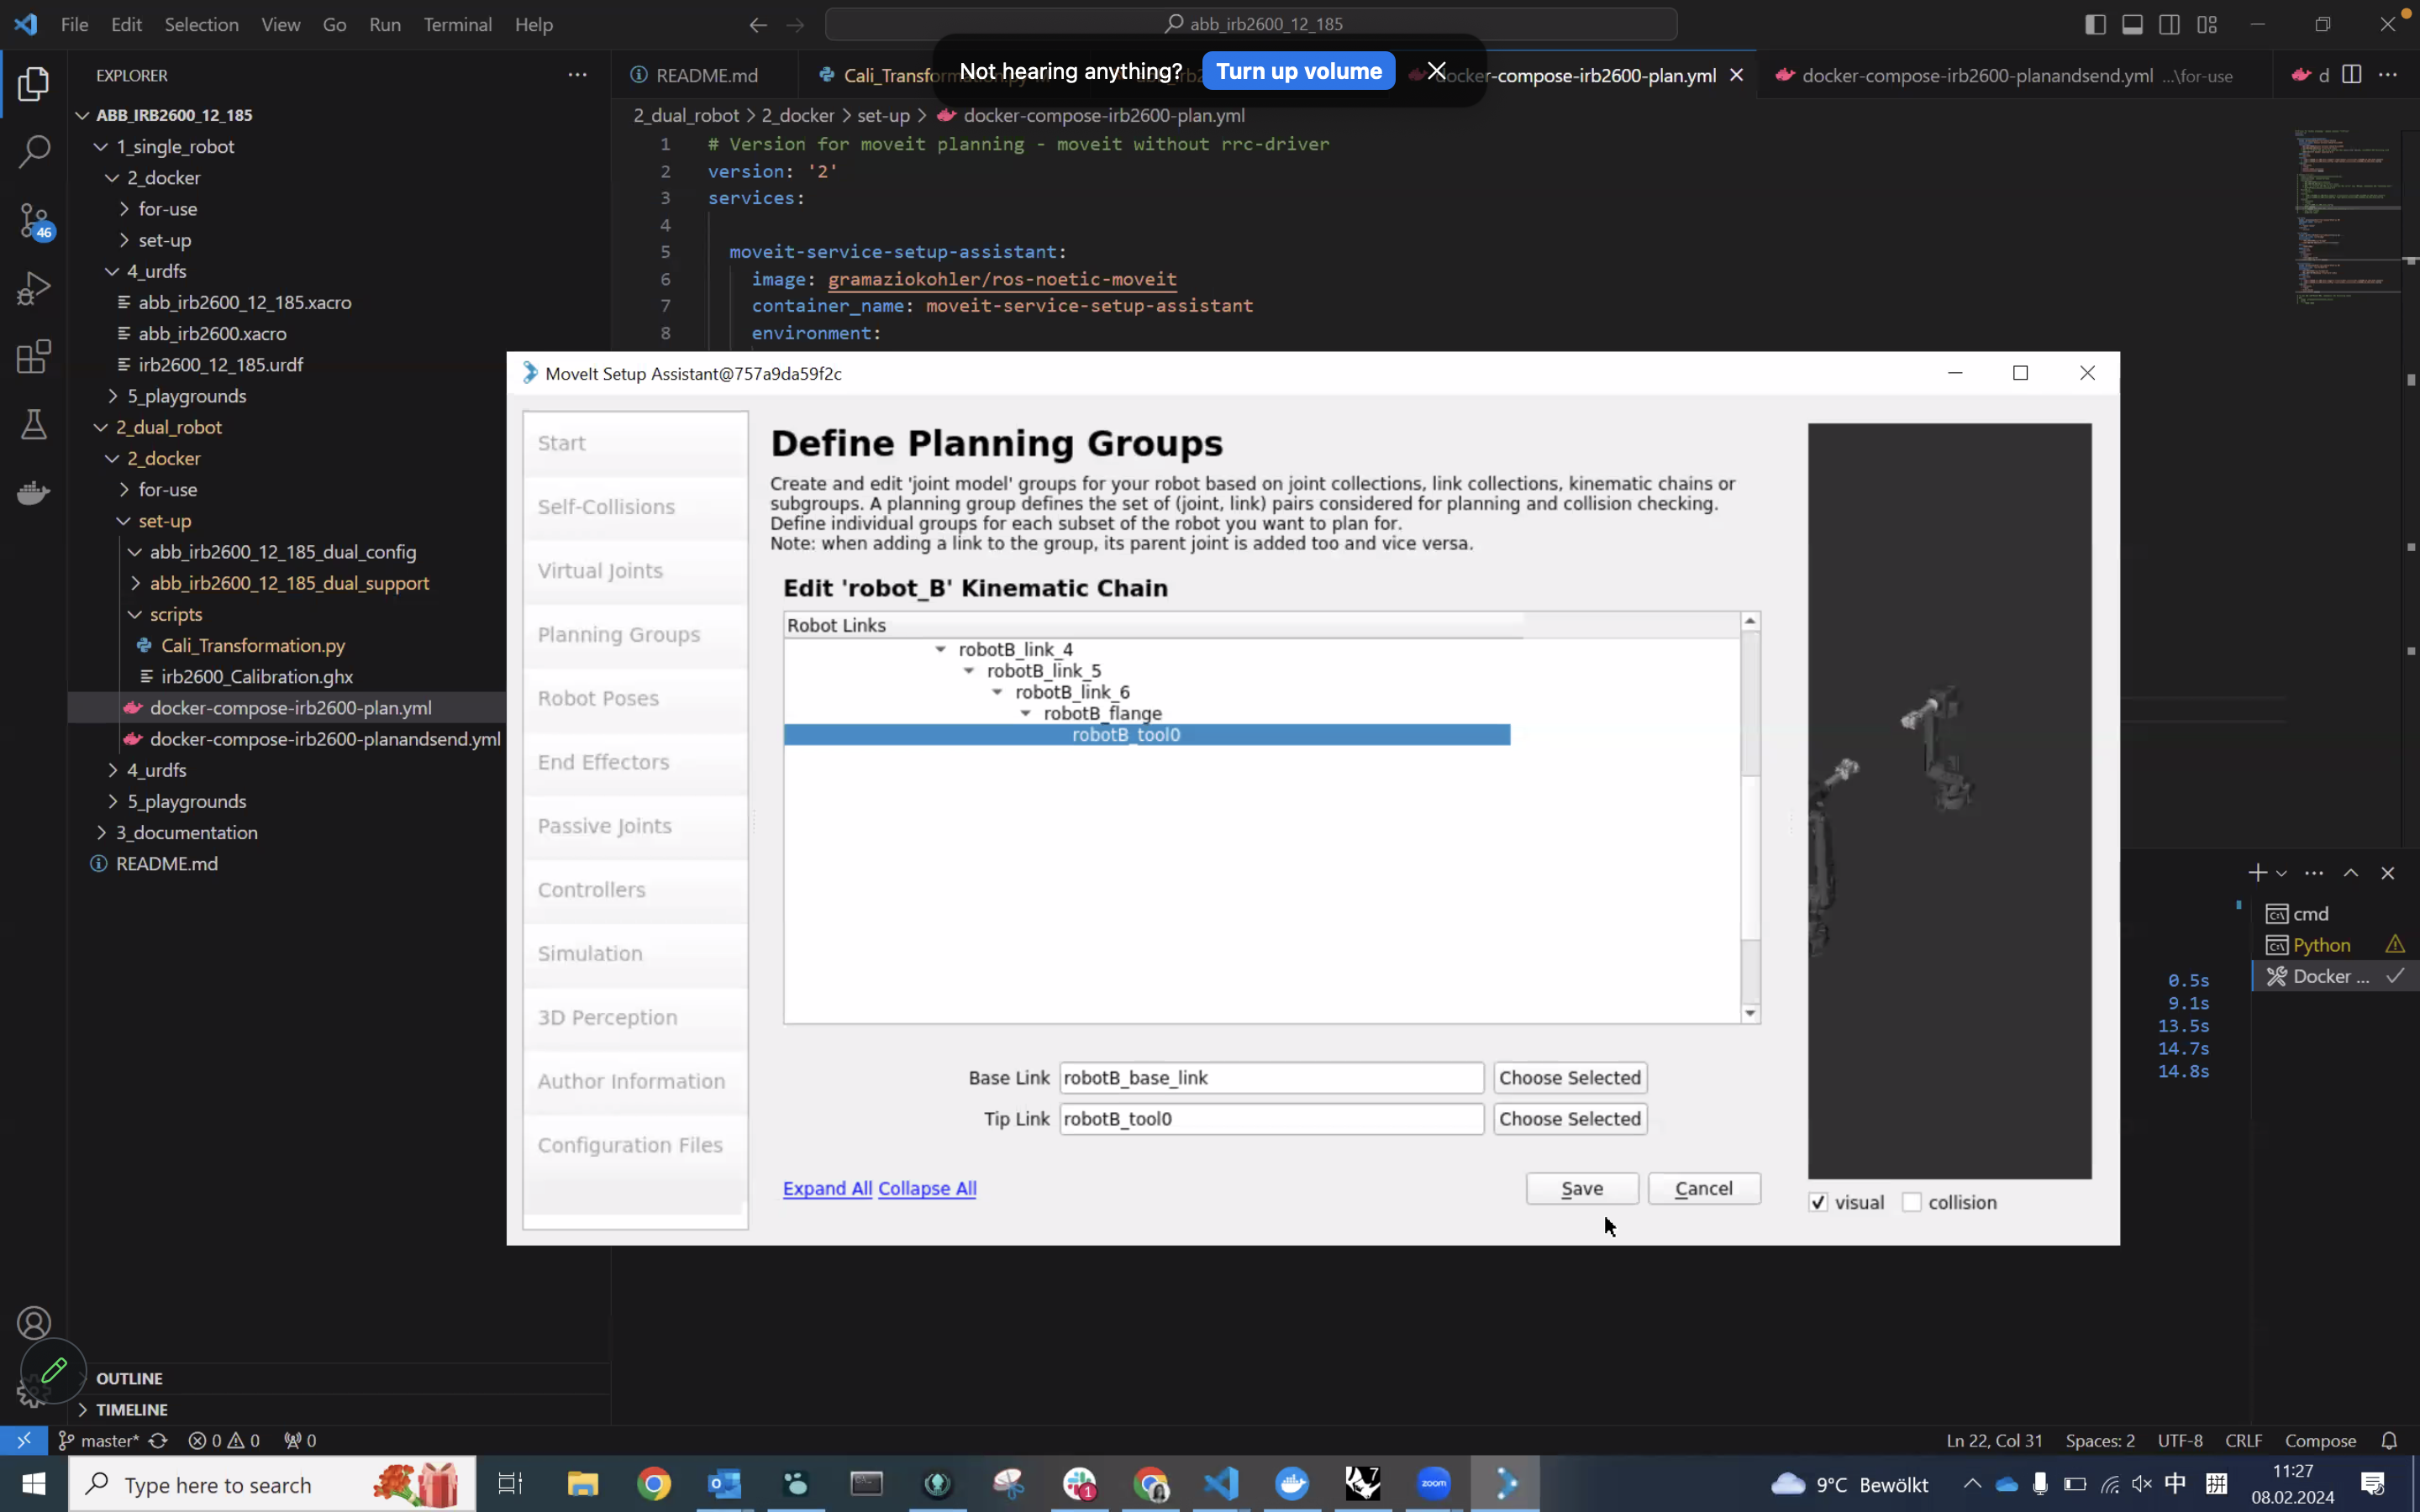 File Edit Selection View Go Run Terminal Help
abb_irb2600_12_185
Not hearing anything? Turn up volume
EXPLORER
README.md
docker-compose-irb2600-plan.yml
docker-compose-irb2600-planandsend.yml ...\for-use
2_dual_robot > 2_docker > set-up > docker-compose-irb2600-plan.yml
ABB_IRB2600_12_185
1_single_robot
2_docker
for-use
set-up
4_urdfs
abb_irb2600_12_185.xacro
abb_irb2600.xacro
irb2600_12_185.urdf
5_playgrounds
2_dual_robot
2_docker
for-use
set-up
abb_irb2600_12_185_dual_config
abb_irb2600_12_185_dual_support
scripts
Cali_Transformation.py
irb2600_Calibration.ghx
docker-compose-irb2600-plan.yml
docker-compose-irb2600-planandsend.yml
4_urdfs
5_playgrounds
3_documentation
README.md
OUTLINE
TIMELINE
46
1 # Version for moveit planning - moveit without rrc-driver
2 version: '2'
3 services:
4
5 moveit-service-setup-assistant:
6 image: gramaziokohler/ros-noetic-moveit
7 container_name: moveit-service-setup-assistant
8 environment:
MoveIt Setup Assistant@757a9da59f2c
Start
Self-Collisions
Virtual Joints
Planning Groups
Robot Poses
End Effectors
Passive Joints
Controllers
Simulation
3D Perception
Author Information
Configuration Files
Define Planning Groups
Create and edit 'joint model' groups for your robot based on joint collections, link collections, kinematic chains or
subgroups. A planning group defines the set of (joint, link) pairs considered for planning and collision checking.
Define individual groups for each subset of the robot you want to plan for.
Note: when adding a link to the group, its parent joint is added too and vice versa.
Edit 'robot_B' Kinematic Chain
Robot Links
robotB_link_4
robotB_link_5
robotB_link_6
robotB_flange
robotB_tool0
Base Link robotB_base_link Choose Selected
Tip Link robotB_tool0 Choose Selected
Expand All Collapse All Save Cancel
visual collision
cmd
Python
Docker ...
0.5s
9.1s
13.5s
14.7s
14.8s
master* 0 0 0
Ln 22, Col 31 Spaces: 2 UTF-8 CRLF Compose
Type here to search
1
7
zoom
9°C Bewölkt
中
拼
11:27
08.02.2024